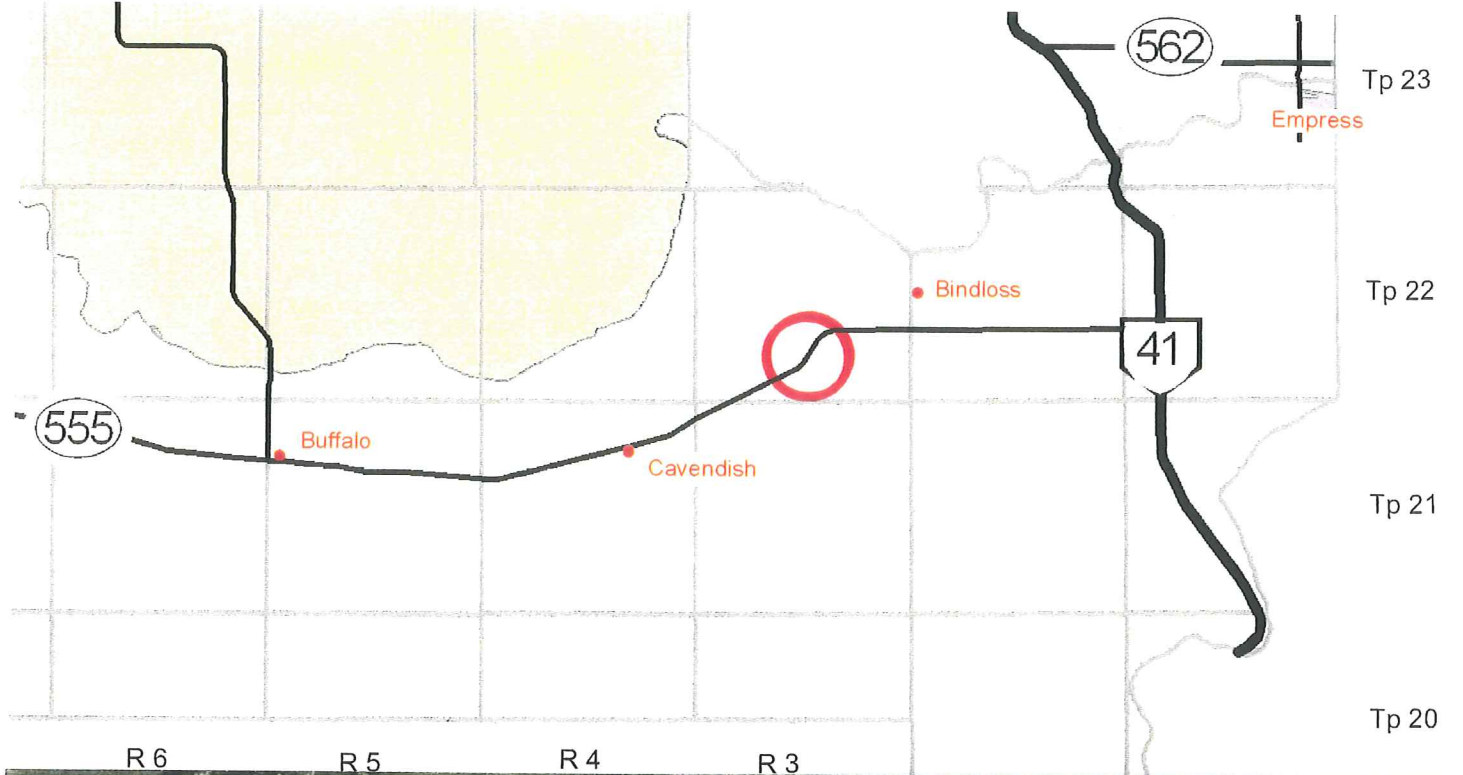 562
Tp 23
Empress
Bindloss
Tp 22
41
555
Buffalo
Cavendish
Tp 21
Tp 20
R 6
R 5
R 4
R 3